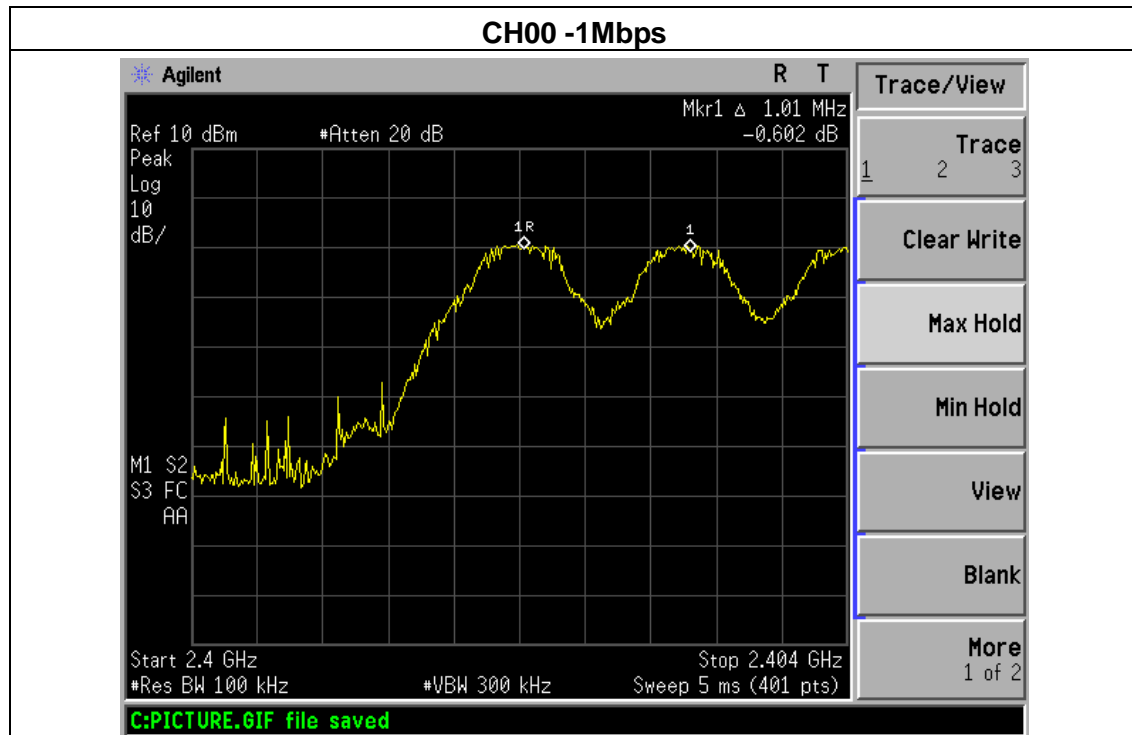 CH00 -1Mbps
Agilent R T
Mkr1 Δ 1.01 MHz
Ref 10 dBm #Atten 20 dB -0.602 dB
Peak
Log
10
dB/
1R
1
M1 S2
S3 FC
AA
Start 2.4 GHz Stop 2.404 GHz
#Res BW 100 kHz #VBW 300 kHz Sweep 5 ms (401 pts)
C:PICTURE.GIF file saved
Trace/View
Trace
1 2 3
Clear Write
Max Hold
Min Hold
View
Blank
More
1 of 2